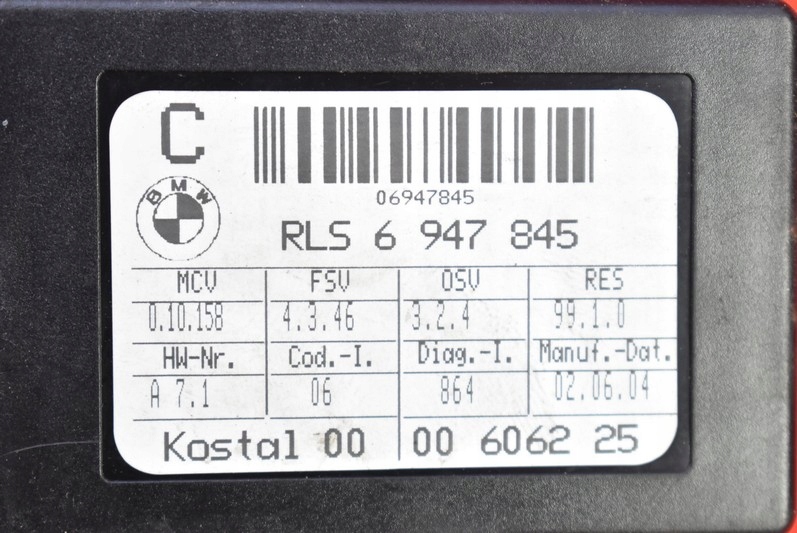 C
06947845
BMW
RLS 6 947 845
MCV FSV OSV RES
0.10.158 4.3.46 3.2.4 99.1.0
HW-Nr. Cod.-I. Diag.-I. Manuf.-Dat.
A 7.1 06 864 02.06.04
Kostal 00 00 6062 25